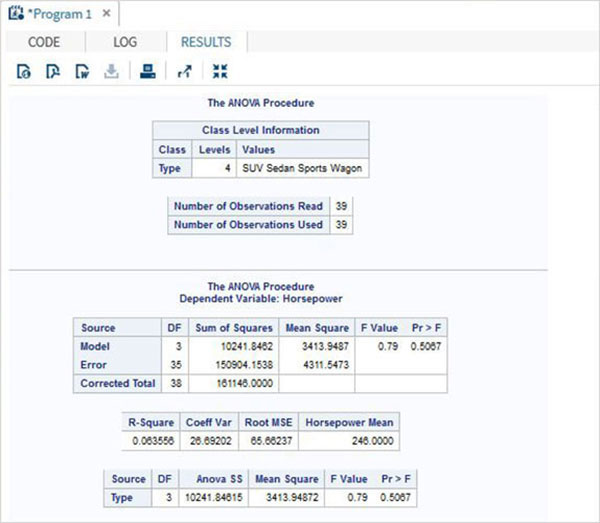 *Program 1 ×
CODE LOG RESULTS
The ANOVA Procedure
Class Level Information
Class Levels Values
Type 4 SUV Sedan Sports Wagon
Number of Observations Read 39
Number of Observations Used 39
The ANOVA Procedure
Dependent Variable: Horsepower
Source DF Sum of Squares Mean Square F Value Pr > F
Model 3 10241.8462 3413.9487 0.79 0.5067
Error 35 150904.1538 4311.5473
Corrected Total 38 161146.0000
R-Square Coeff Var Root MSE Horsepower Mean
0.063556 26.69202 65.66237 246.0000
Source DF Anova SS Mean Square F Value Pr > F
Type 3 10241.84615 3413.94872 0.79 0.5067